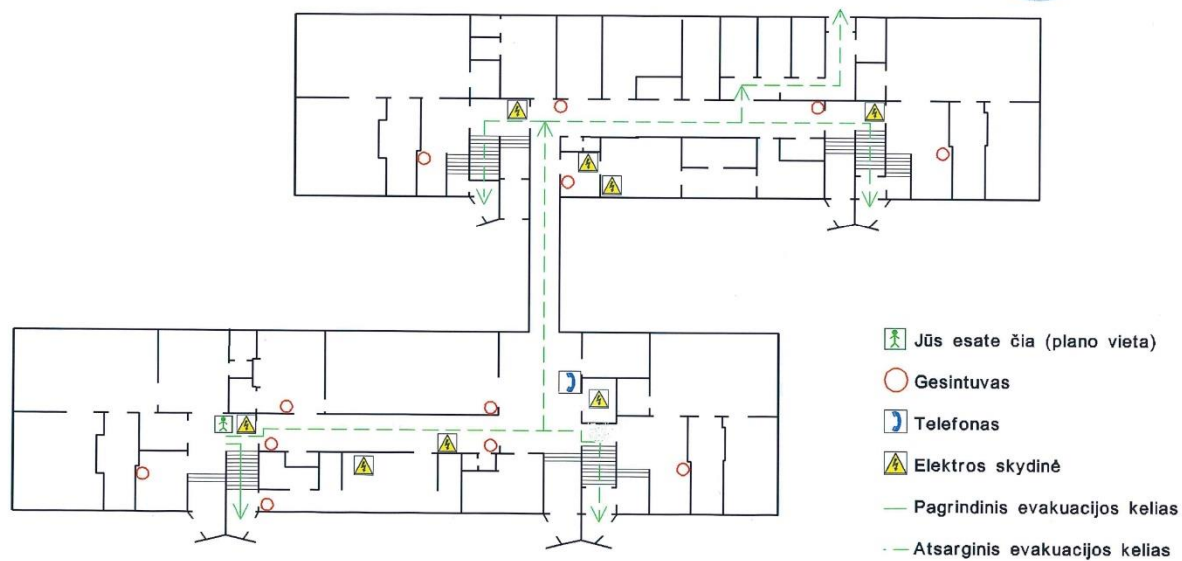 Jūs esate čia (plano vieta)
Gesintuvas
Telefonas
Elektros skydinė
Pagrindinis evakuacijos kelias
Atsarginis evakuacijos kelias